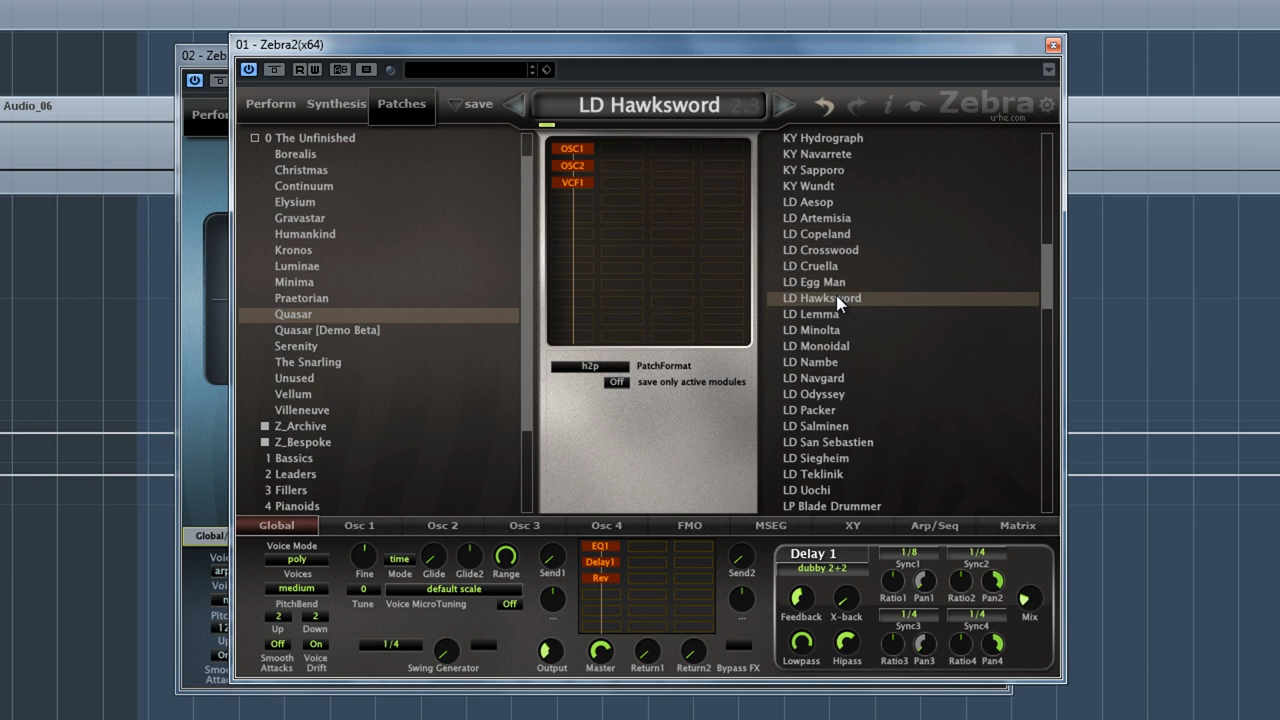 02 - Zeb
01 - Zebra2(x64)
R W
Audio_06
Perform Synthesis Patches save LD Hawksword 2.3 Zebra
u-he.com
Perfo
0 The Unfinished
Borealis
Christmas
Continuum
Elysium
Gravastar
Humankind
Kronos
Luminae
Minima
Praetorian
Quasar
Quasar [Demo Beta]
Serenity
The Snarling
Unused
Vellum
Villeneuve
Z_Archive
Z_Bespoke
1 Bassics
2 Leaders
3 Fillers
4 Pianoids
OSC1
OSC2
VCF1
h2p PatchFormat
Off save only active modules
KY Hydrograph
KY Navarrete
KY Sapporo
KY Wundt
LD Aesop
LD Artemisia
LD Copeland
LD Crosswood
LD Cruella
LD Egg Man
LD Hawksword
LD Lemma
LD Minolta
LD Monoidal
LD Nambe
LD Navgard
LD Odyssey
LD Packer
LD Salminen
LD San Sebastien
LD Siegheim
LD Teklinik
LD Uochi
LP Blade Drummer
Global Osc 1 Osc 2 Osc 3 Osc 4 FMO MSEG XY Arp/Seq Matrix
Global/
Voice Mode
poly
Voices
medium
PitchBend
2 2
Up Down
Off On
Smooth Attacks
Voice Drift
time
Fine Mode Glide Glide2 Range
0 default scale
Tune Voice MicroTuning Off
1/4
Swing Generator
Send1
...
Output
EQ1
Delay1
Rev
Master Return1 Return2 Bypass FX
Send2
...
Delay 1
dubby 2+2
Feedback X-back
Lowpass Hipass
1/8 1/4
Sync1 Sync2
Ratio1 Pan1 Ratio2 Pan2
1/4 1/4
Sync3 Sync4
Ratio3 Pan3 Ratio4 Pan4
Mix